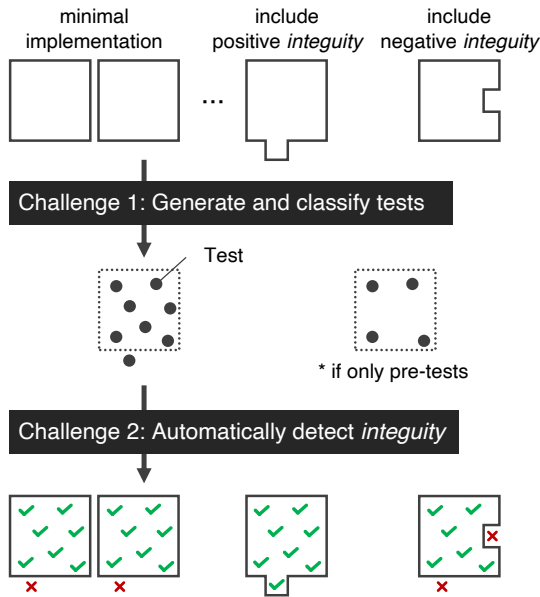 minimal
implementation
include
positive integuity
include
negative integuity
...
Challenge 1: Generate and classify tests
Test
* if only pre-tests
Challenge 2: Automatically detect integuity